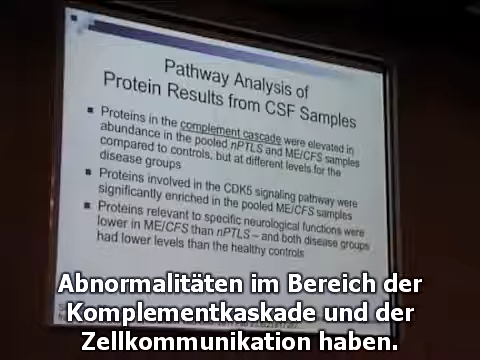 Pathway Analysis of
Protein Results from CSF Samples
Proteins in the complement cascade were elevated in
abundance in the pooled nPTLS and ME/CFS samples
compared to controls, but at different levels for the
disease groups
Proteins involved in the CDK5 signaling pathway were
significantly enriched in the pooled ME/CFS samples
Proteins relevant to specific neurological functions were
lower in ME/CFS than nPTLS – and both disease groups
had lower levels than the healthy controls
Abnormalitäten im Bereich der
Komplementkaskade und der
Zellkommunikation haben.